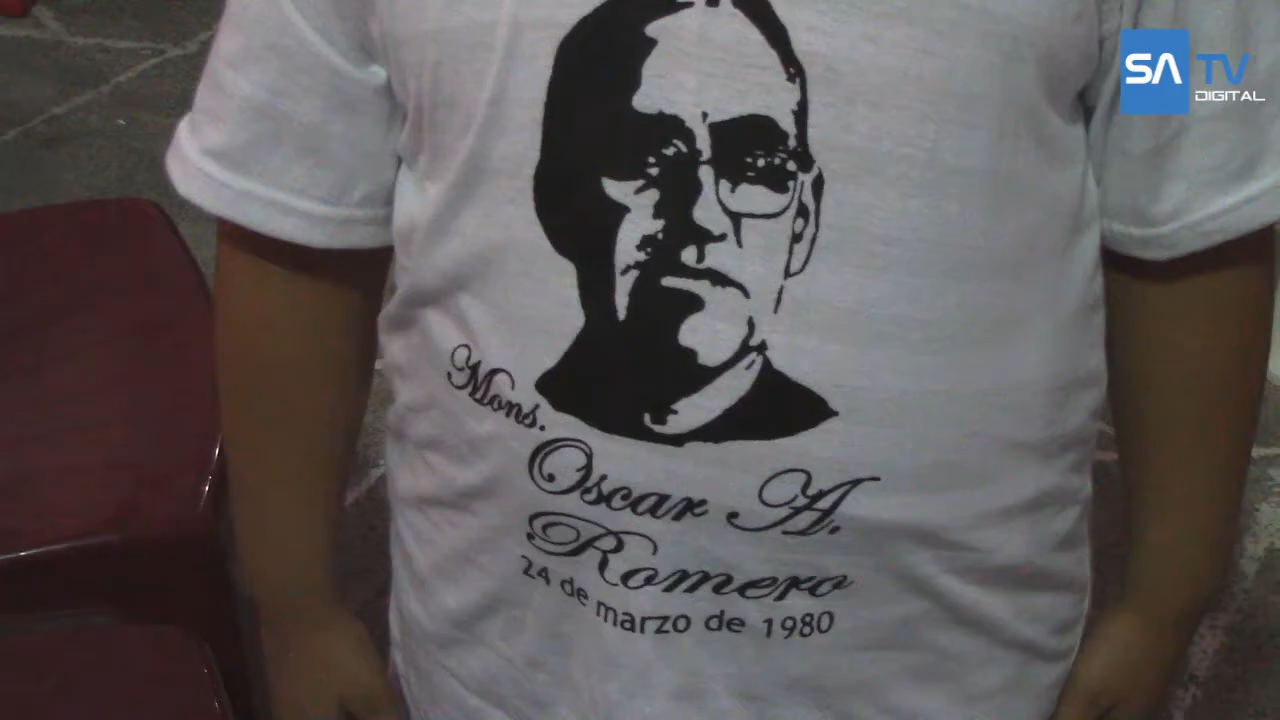 SA TV
DIGITAL
Mons.
Oscar A.
Romero
24 de marzo de 1980